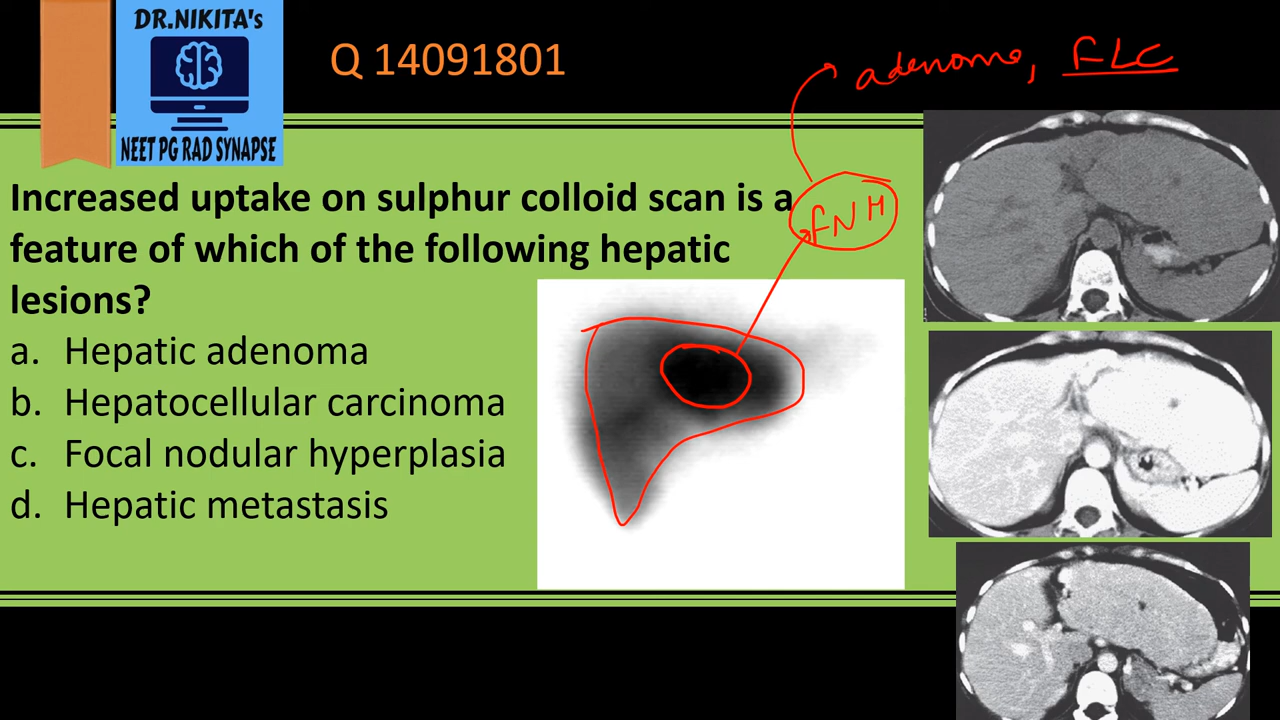 DR.NIKITA's
NEET PG RAD SYNAPSE
Q 14091801
adenoma, FLC
FNH
Increased uptake on sulphur colloid scan is a
feature of which of the following hepatic
lesions?
a. Hepatic adenoma
b. Hepatocellular carcinoma
c. Focal nodular hyperplasia
d. Hepatic metastasis